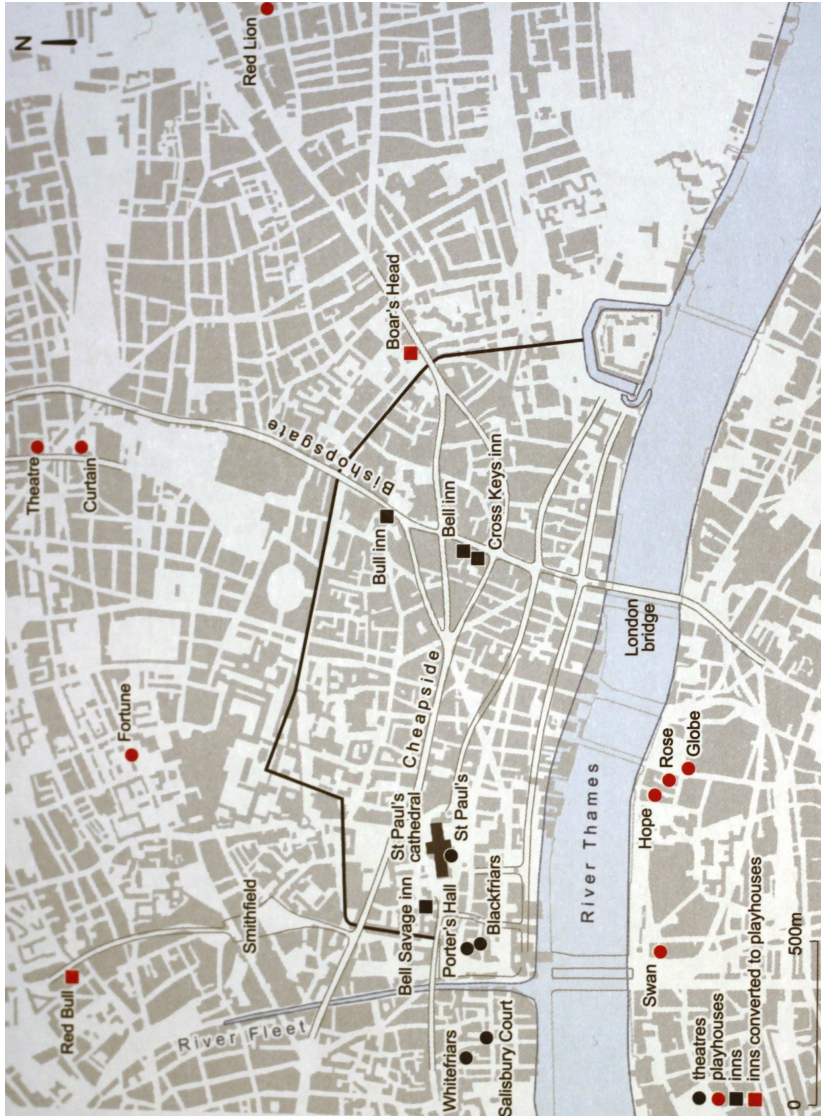 N
Red Lion
Theatre
Curtain
Boar's Head
Bishopsgate
Bull inn
Bell inn
Cross Keys inn
Fortune
Cheapside
London
bridge
Red Bull
Smithfield
St Paul's
cathedral
St Paul's
Bell Savage inn
Porter's Hall
Blackfriars
River Fleet
Whitefriars
Salisbury Court
River Thames
Hope
Rose
Globe
Swan
theatres
playhouses
inns
inns converted to playhouses
0
500m